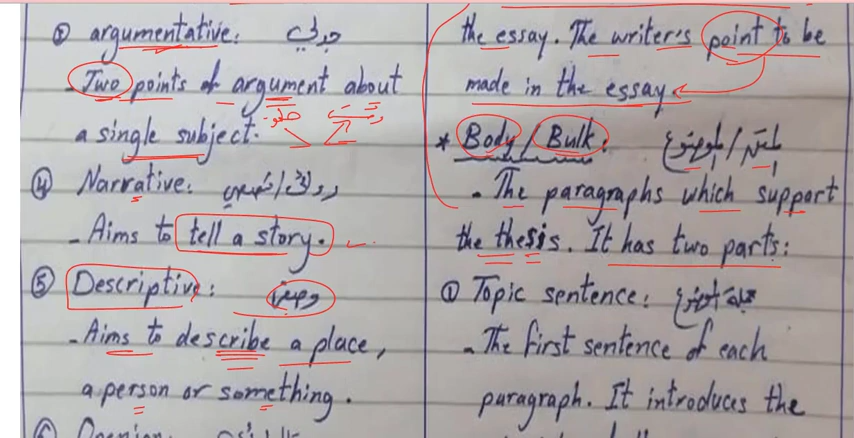 ③ argumentative: جدلي
- Two points of argument about
a single subject.
④ Narrative: روائي/قصصي
- Aims to tell a story.
⑤ Descriptive: وصفي
- Aims to describe a place,
a person or something.
the essay. The writer's point to be
made in the essay
* Body / Bulk:
- The paragraphs which support
the thesis. It has two parts:
① Topic sentence: جملة الموضوع
- The first sentence of each
paragraph. It introduces the